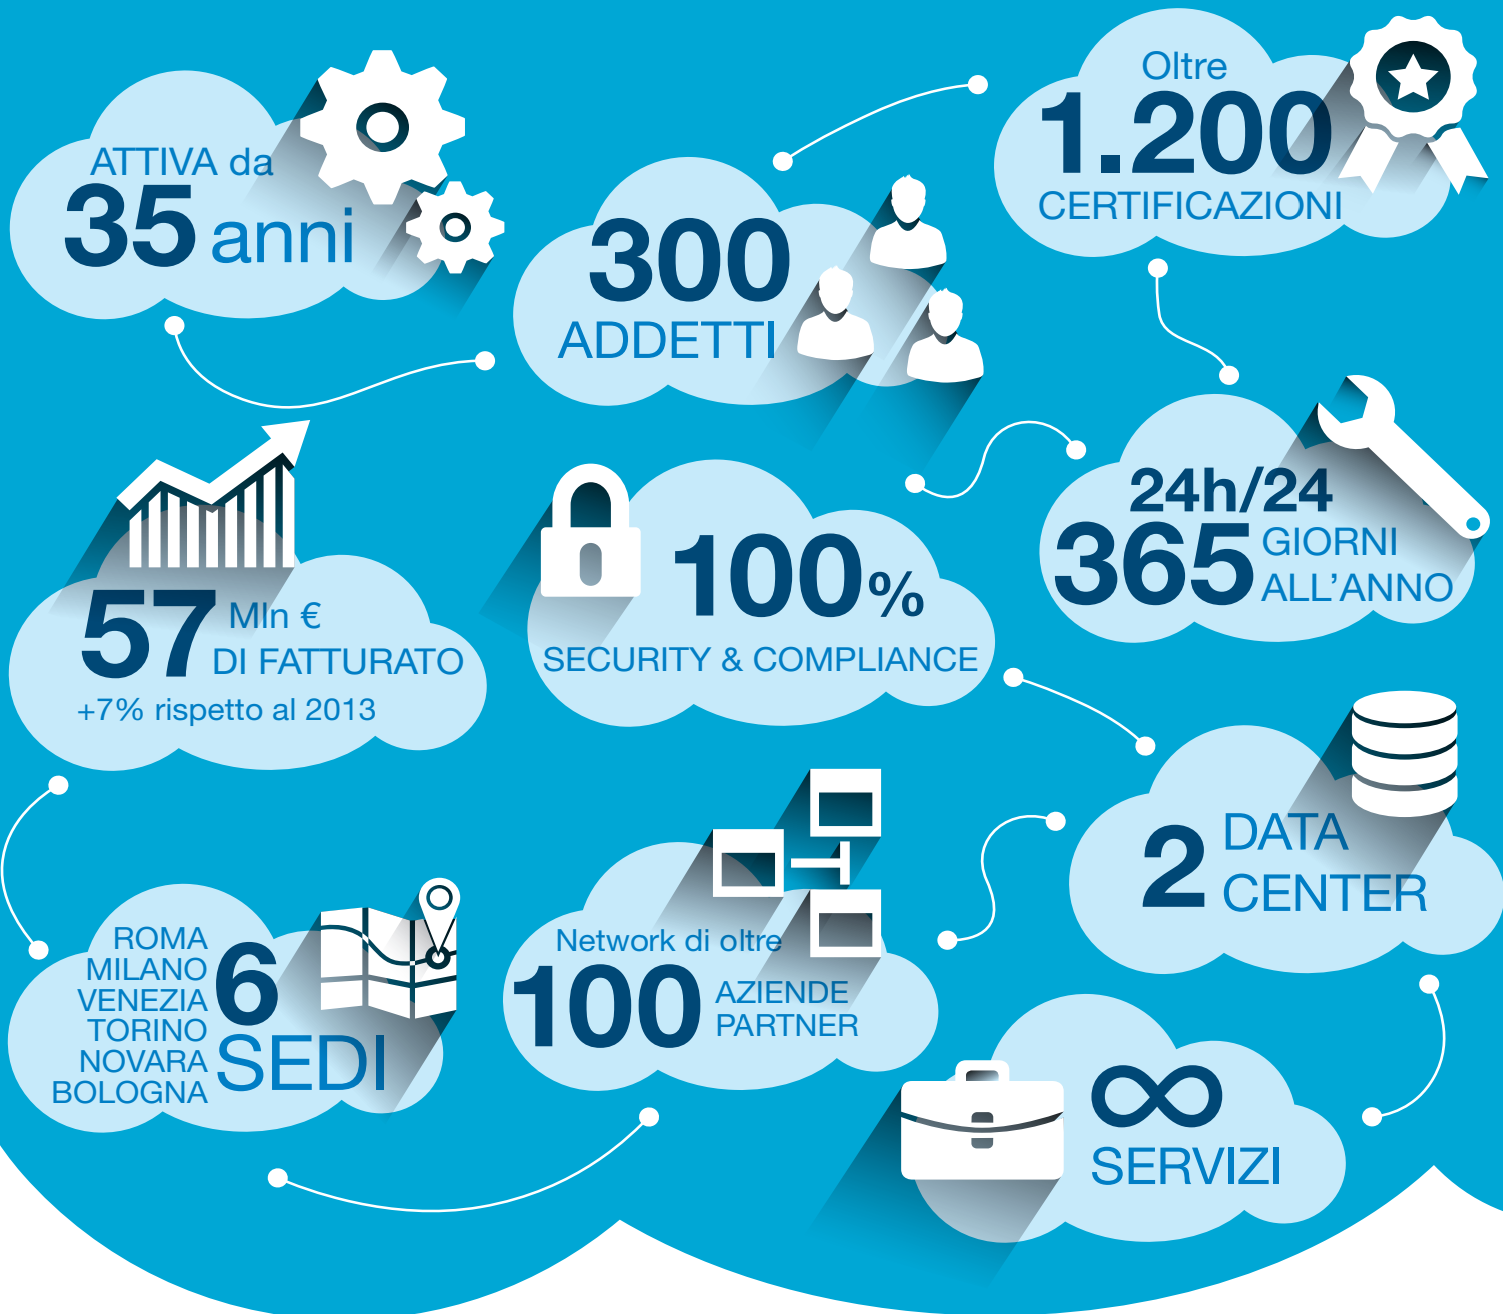 ATTIVA da
35 anni
300
ADDETTI
Oltre
1.200
CERTIFICAZIONI
57 Mln €
DI FATTURATO
+7% rispetto al 2013
100%
SECURITY & COMPLIANCE
24h/24
365 GIORNI
ALL'ANNO
ROMA
MILANO
VENEZIA
TORINO
NOVARA
BOLOGNA
6
SEDI
Network di oltre
100 AZIENDE
PARTNER
2 DATA
CENTER
∞
SERVIZI